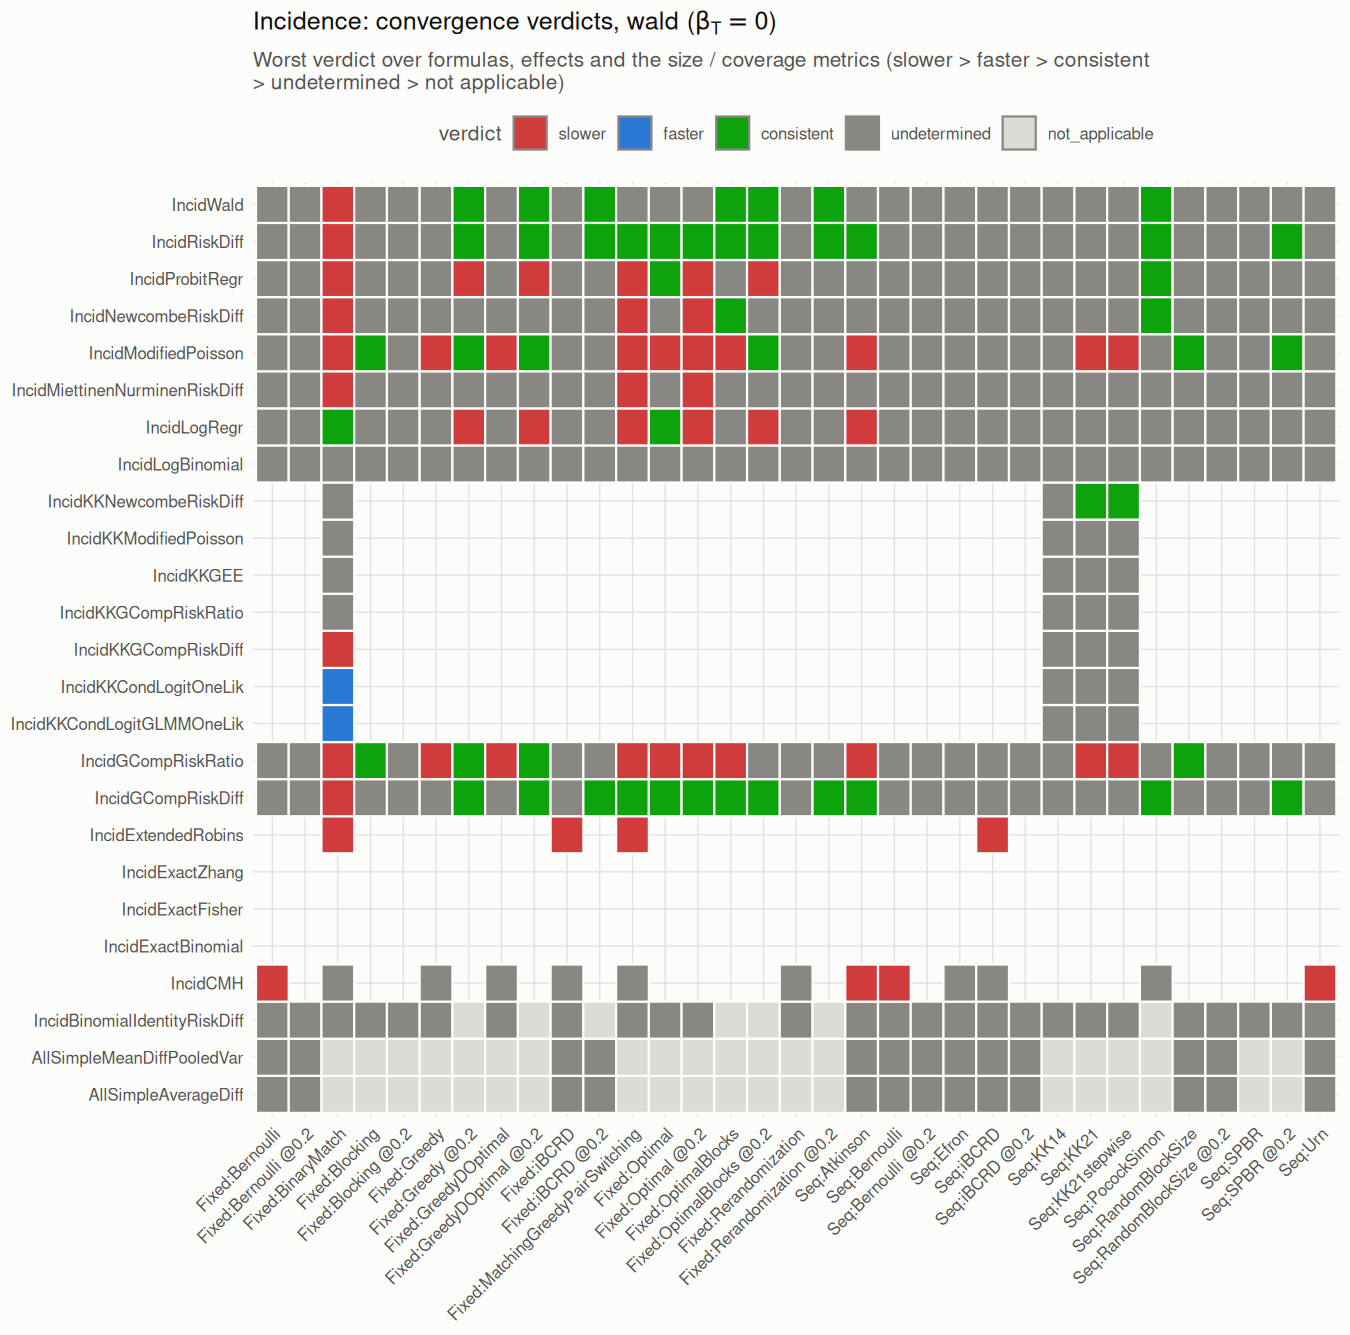 Incidence: convergence verdicts, wald (βT = 0)
Worst verdict over formulas, effects and the size / coverage metrics (slower > faster > consistent
> undetermined > not applicable)
verdict slower faster consistent undetermined not_applicable
IncidWald
IncidRiskDiff
IncidProbitRegr
IncidNewcombeRiskDiff
IncidModifiedPoisson
IncidMiettinenNurminenRiskDiff
IncidLogRegr
IncidLogBinomial
IncidKKNewcombeRiskDiff
IncidKKModifiedPoisson
IncidKKGEE
IncidKKGCompRiskRatio
IncidKKGCompRiskDiff
IncidKKCondLogitOneLik
IncidKKCondLogitGLMMOneLik
IncidGCompRiskRatio
IncidGCompRiskDiff
IncidExtendedRobins
IncidExactZhang
IncidExactFisher
IncidExactBinomial
IncidCMH
IncidBinomialIdentityRiskDiff
AllSimpleMeanDiffPooledVar
AllSimpleAverageDiff
Fixed:Bernoulli
Fixed:Bernoulli @0.2
Fixed:BinaryMatch
Fixed:Blocking
Fixed:Blocking @0.2
Fixed:Greedy
Fixed:Greedy @0.2
Fixed:GreedyDOptimal
Fixed:GreedyDOptimal @0.2
Fixed:iBCRD
Fixed:iBCRD @0.2
Fixed:MatchingGreedyPairSwitching
Fixed:Optimal
Fixed:Optimal @0.2
Fixed:OptimalBlocks
Fixed:OptimalBlocks @0.2
Fixed:Rerandomization
Fixed:Rerandomization @0.2
Seq:Atkinson
Seq:Bernoulli
Seq:Bernoulli @0.2
Seq:Efron
Seq:iBCRD
Seq:iBCRD @0.2
Seq:KK14
Seq:KK21
Seq:KK21stepwise
Seq:PocockSimon
Seq:RandomBlockSize
Seq:RandomBlockSize @0.2
Seq:SPBR
Seq:SPBR @0.2
Seq:Urn